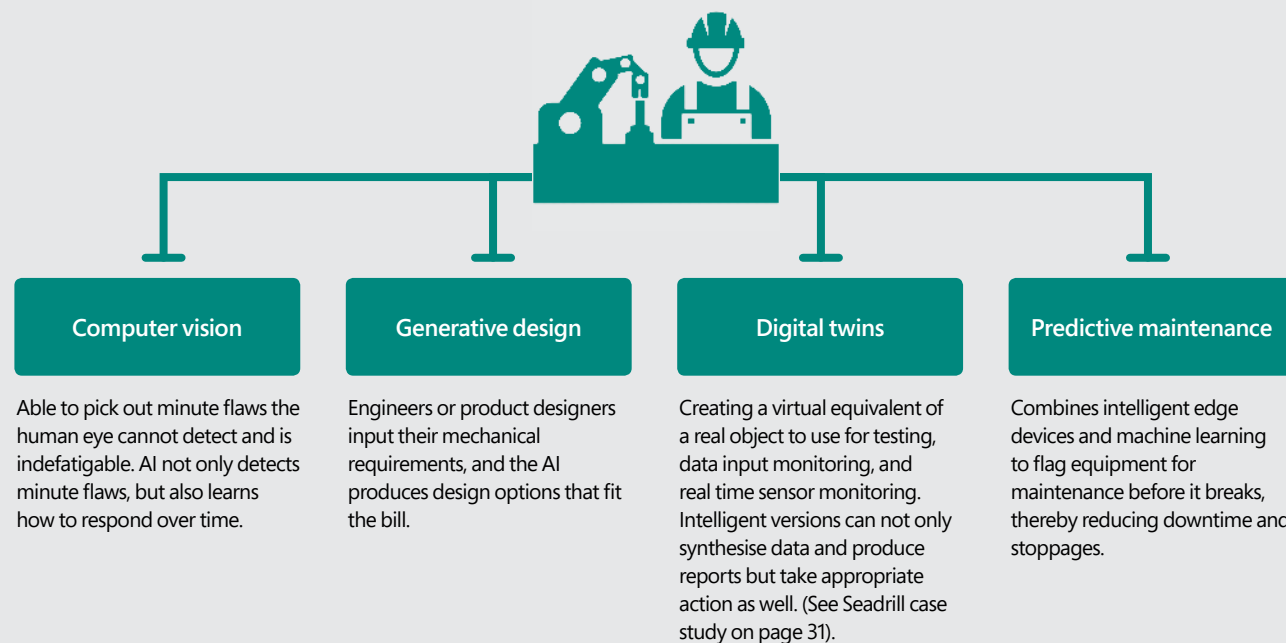 Computer vision
Able to pick out minute flaws the
human eye cannot detect and is
indefatigable. AI not only detects
minute flaws, but also learns
how to respond over time.
Generative design
Engineers or product designers
input their mechanical
requirements, and the AI
produces design options that fit
the bill.
Digital twins
Creating a virtual equivalent of
a real object to use for testing,
data input monitoring, and
real time sensor monitoring.
Intelligent versions can not only
synthesise data and produce
reports but take appropriate
action as well. (See Seadrill case
study on page 31).
Predictive maintenance
Combines intelligent edge
devices and machine learning
to flag equipment for
maintenance before it breaks,
thereby reducing downtime and
stoppages.